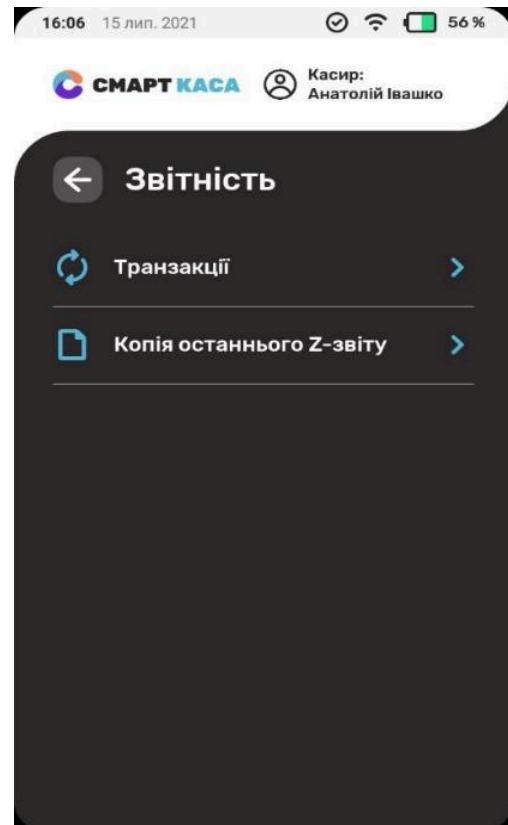 16:06 15 лип. 2021 56 %
СМАРТ КАСА
Касир:
Анатолій Івашко
Звітність
Транзакції
Копія останнього Z-звіту